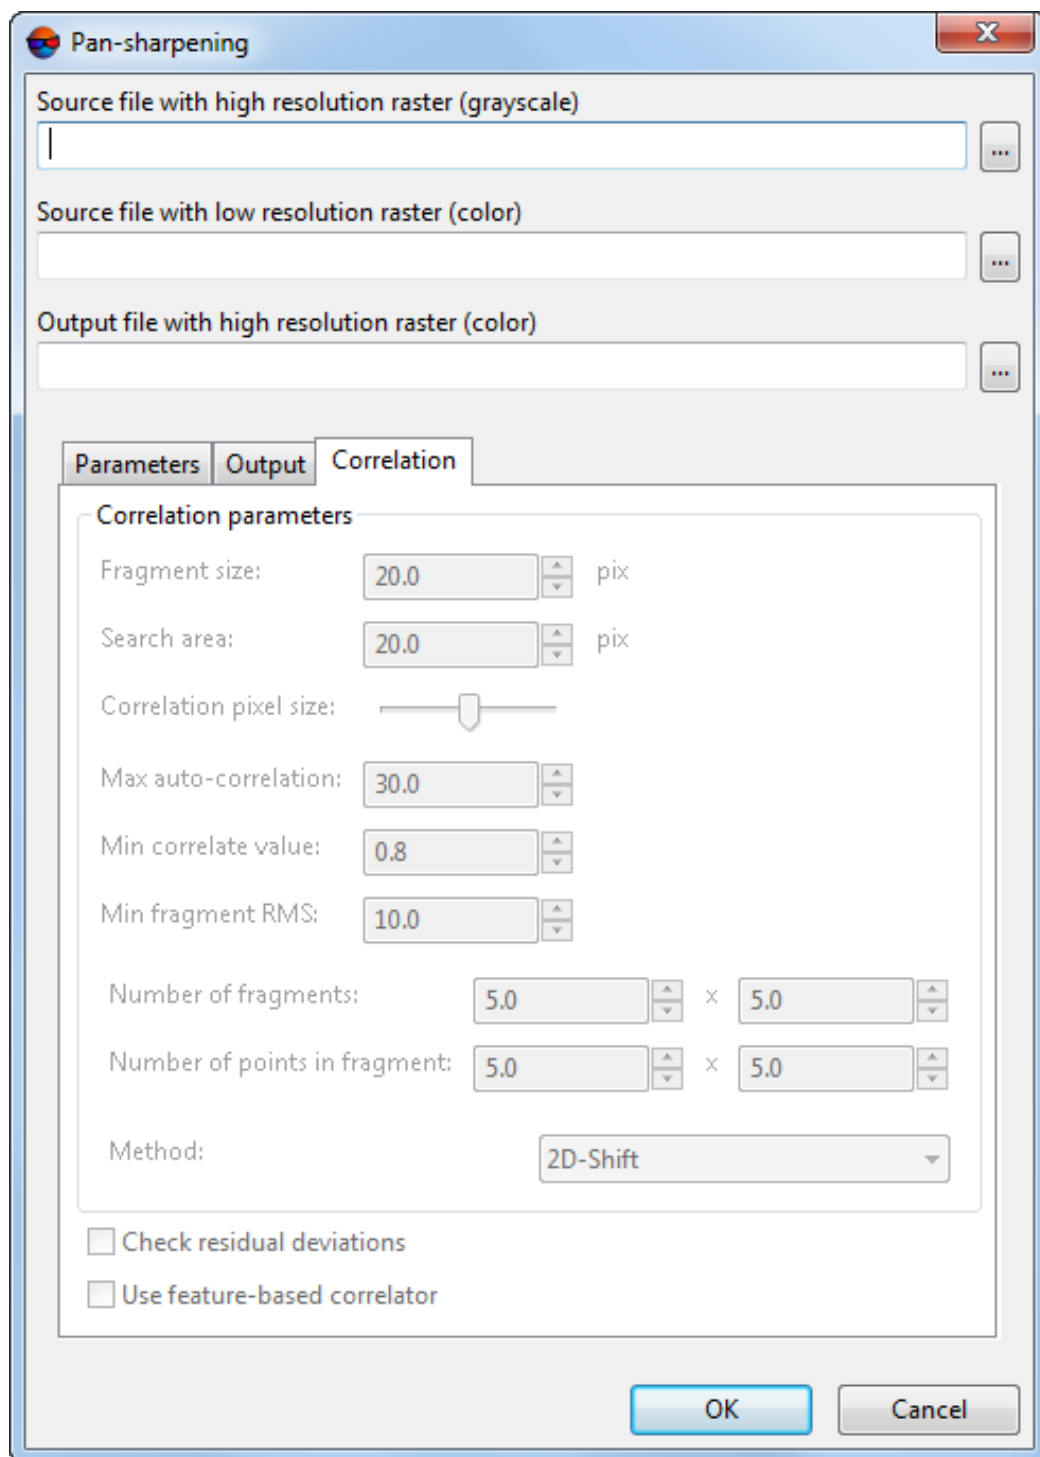 Pan-sharpening
Source file with high resolution raster (grayscale)
...
Source file with low resolution raster (color)
...
Output file with high resolution raster (color)
...
Parameters Output Correlation
Correlation parameters
Fragment size: 20.0 pix
Search area: 20.0 pix
Correlation pixel size:
Max auto-correlation: 30.0
Min correlate value: 0.8
Min fragment RMS: 10.0
Number of fragments: 5.0 x 5.0
Number of points in fragment: 5.0 x 5.0
Method: 2D-Shift
Check residual deviations
Use feature-based correlator
OK Cancel